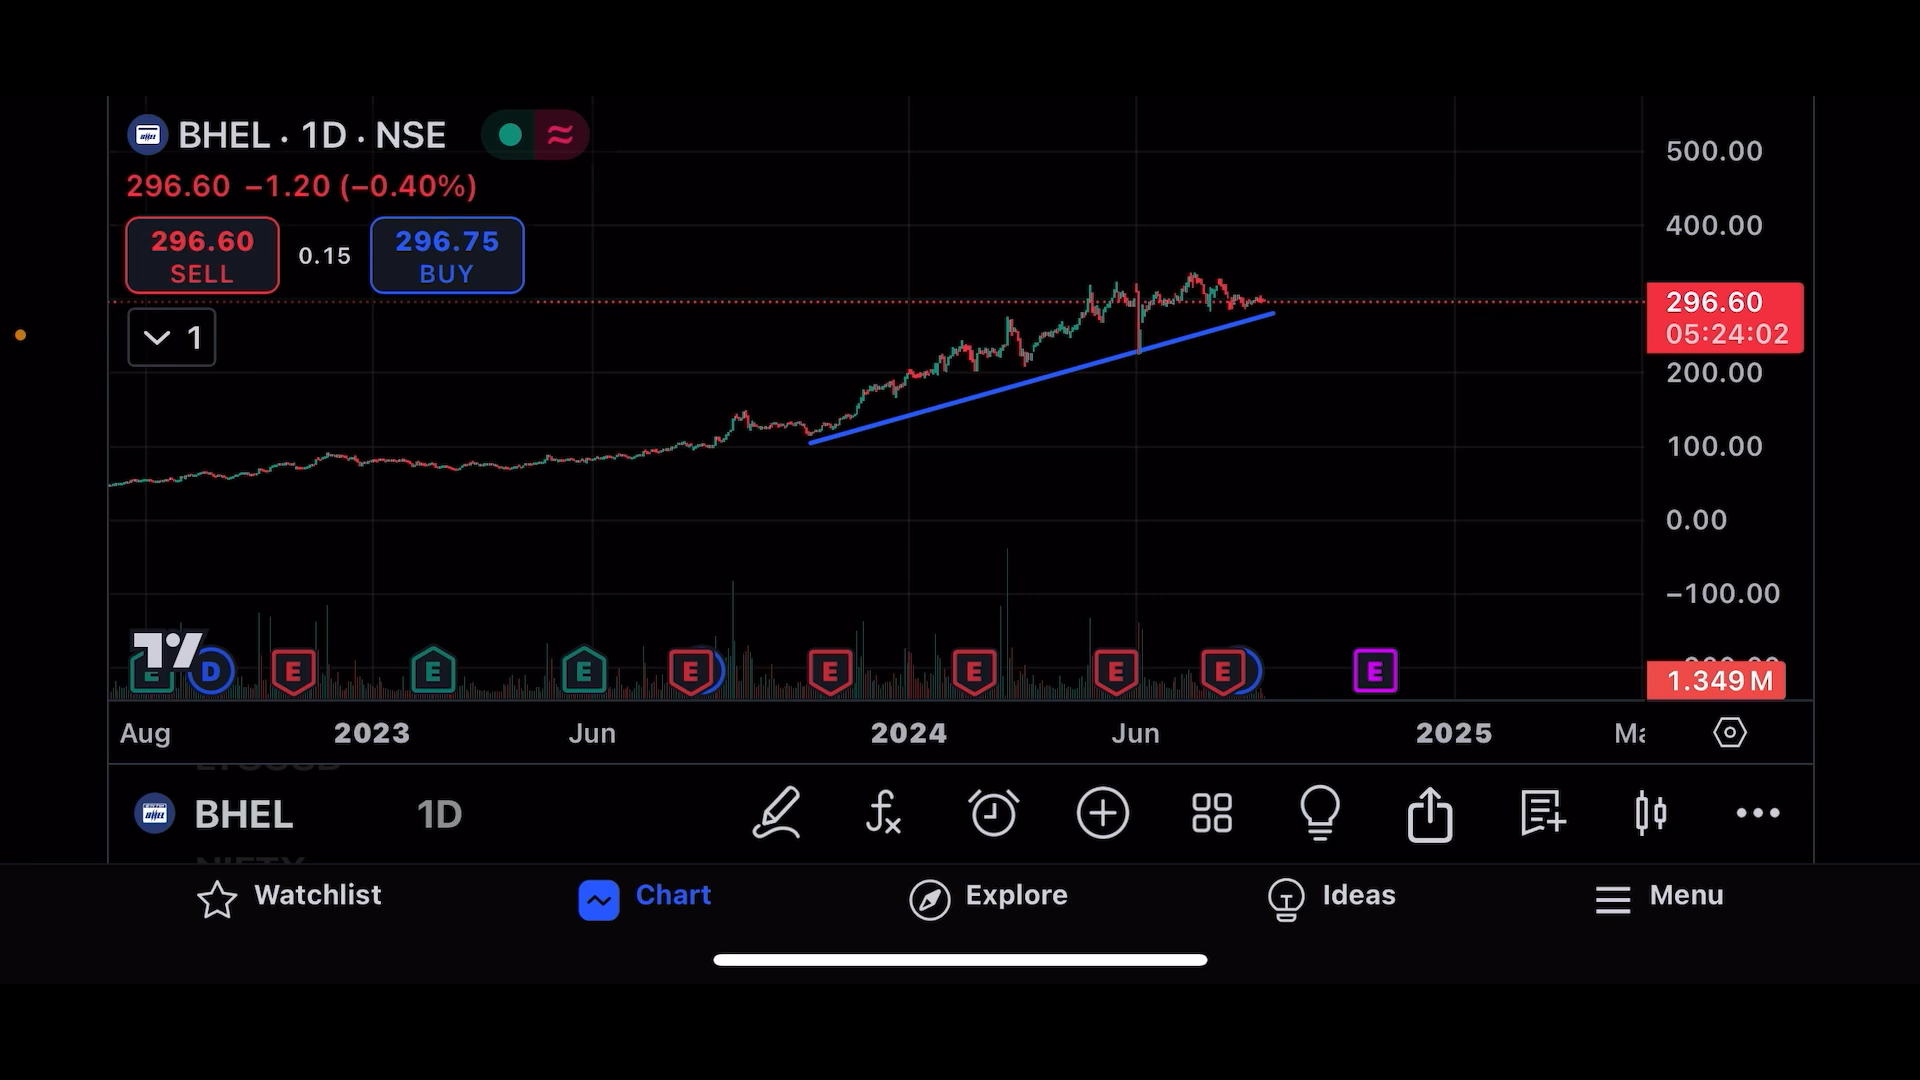 BHEL · 1D · NSE
296.60 −1.20 (−0.40%)
296.60
SELL
0.15
296.75
BUY
1
500.00
400.00
296.60
05:24:02
200.00
100.00
0.00
−100.00
1.349 M
E D E E E E E E E E E
Aug 2023 Jun 2024 Jun 2025
BHEL 1D
Watchlist Chart Explore Ideas Menu